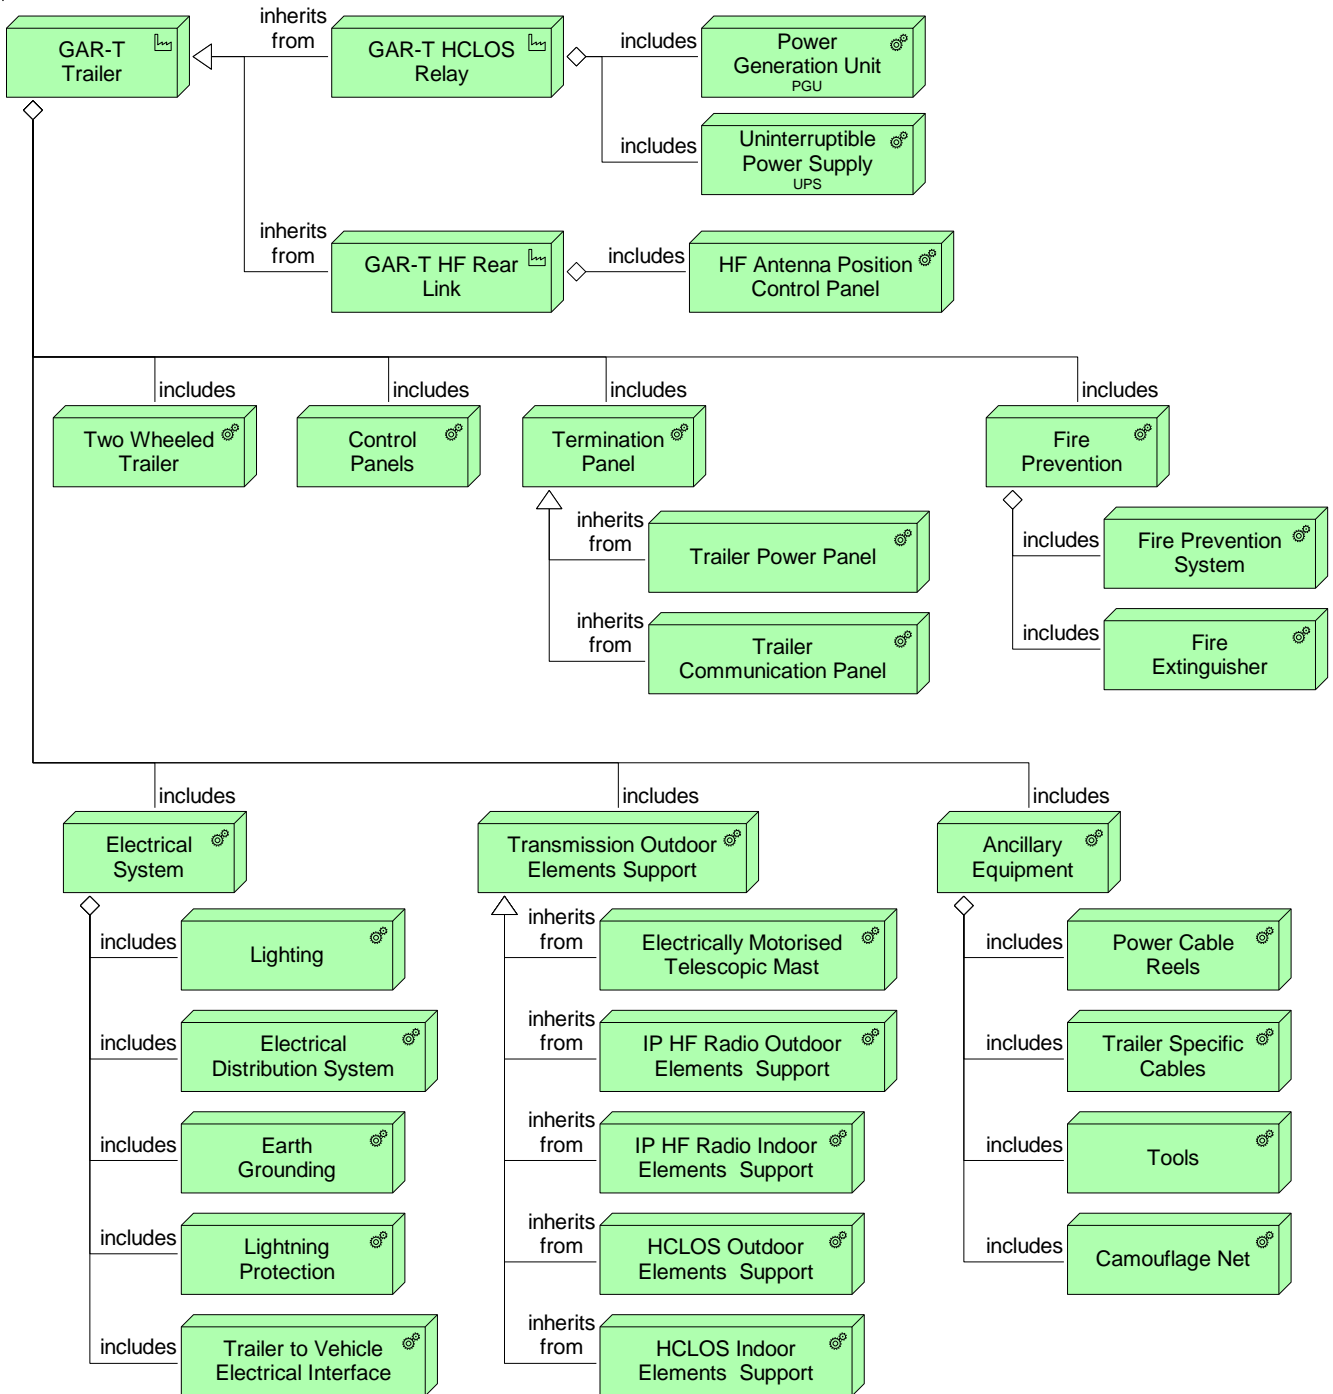 inherits
from
includes
GAR-T
Trailer
GAR-T HCLOS
Relay
Power
Generation Unit
PGU
includes
Uninterruptible
Power Supply
UPS
inherits
from
includes
GAR-T HF Rear
Link
HF Antenna Position
Control Panel
includes
includes
includes
includes
Two Wheeled
Trailer
Control
Panels
Termination
Panel
Fire
Prevention
inherits
from
Trailer Power Panel
includes
Fire Prevention
System
inherits
from
Trailer
Communication Panel
includes
Fire
Extinguisher
includes
includes
includes
Electrical
System
Transmission Outdoor
Elements Support
Ancillary
Equipment
includes
Lighting
inherits
from
Electrically Motorised
Telescopic Mast
includes
Power Cable
Reels
includes
Electrical
Distribution System
inherits
from
IP HF Radio Outdoor
Elements  Support
includes
Trailer Specific
Cables
includes
Earth
Grounding
inherits
from
IP HF Radio Indoor
Elements  Support
includes
Tools
includes
Lightning
Protection
inherits
from
HCLOS Outdoor
Elements  Support
includes
Camouflage Net
includes
Trailer to Vehicle
Electrical Interface
inherits
from
HCLOS Indoor
Elements  Support